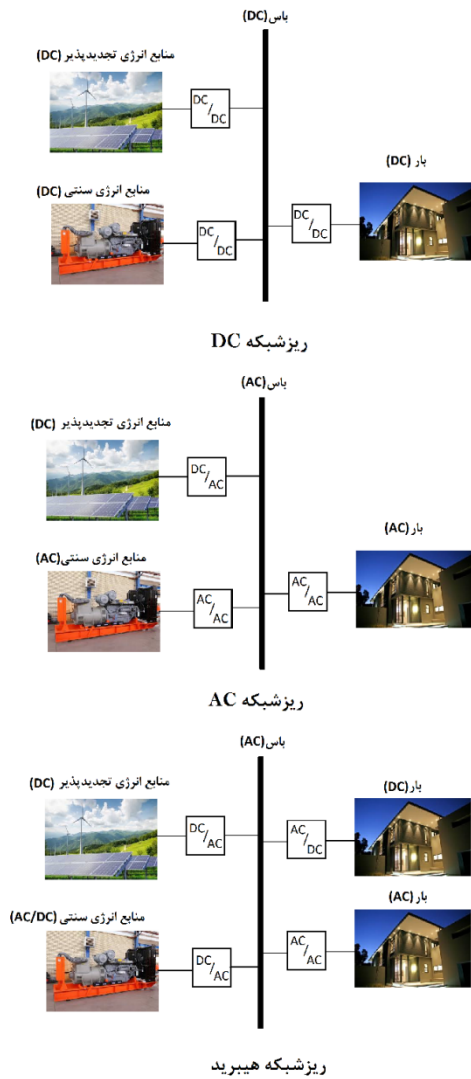 باس(DC)
منابع انرژی تجدیدپذیر (DC)
DC/DC
منابع انرژی سنتی (DC)
DC/DC
DC/DC
بار (DC)
ریزشبکه DC
باس(AC)
منابع انرژی تجدیدپذیر (DC)
DC/AC
منابع انرژی سنتی(AC)
AC/AC
AC/AC
بار (AC)
ریزشبکه AC
باس(AC)
منابع انرژی تجدیدپذیر (DC)
DC/AC
AC/DC
بار (DC)
منابع انرژی سنتی (AC/DC)
DC/AC
AC/AC
بار (AC)
ریزشبکه هیبرید